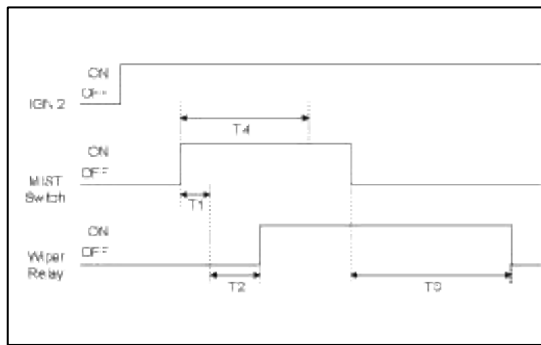 ON
OFF
IGN 2
T4
ON
OFF
MIST
Switch
T1
ON
OFF
Wiper
Relay
T2
T3